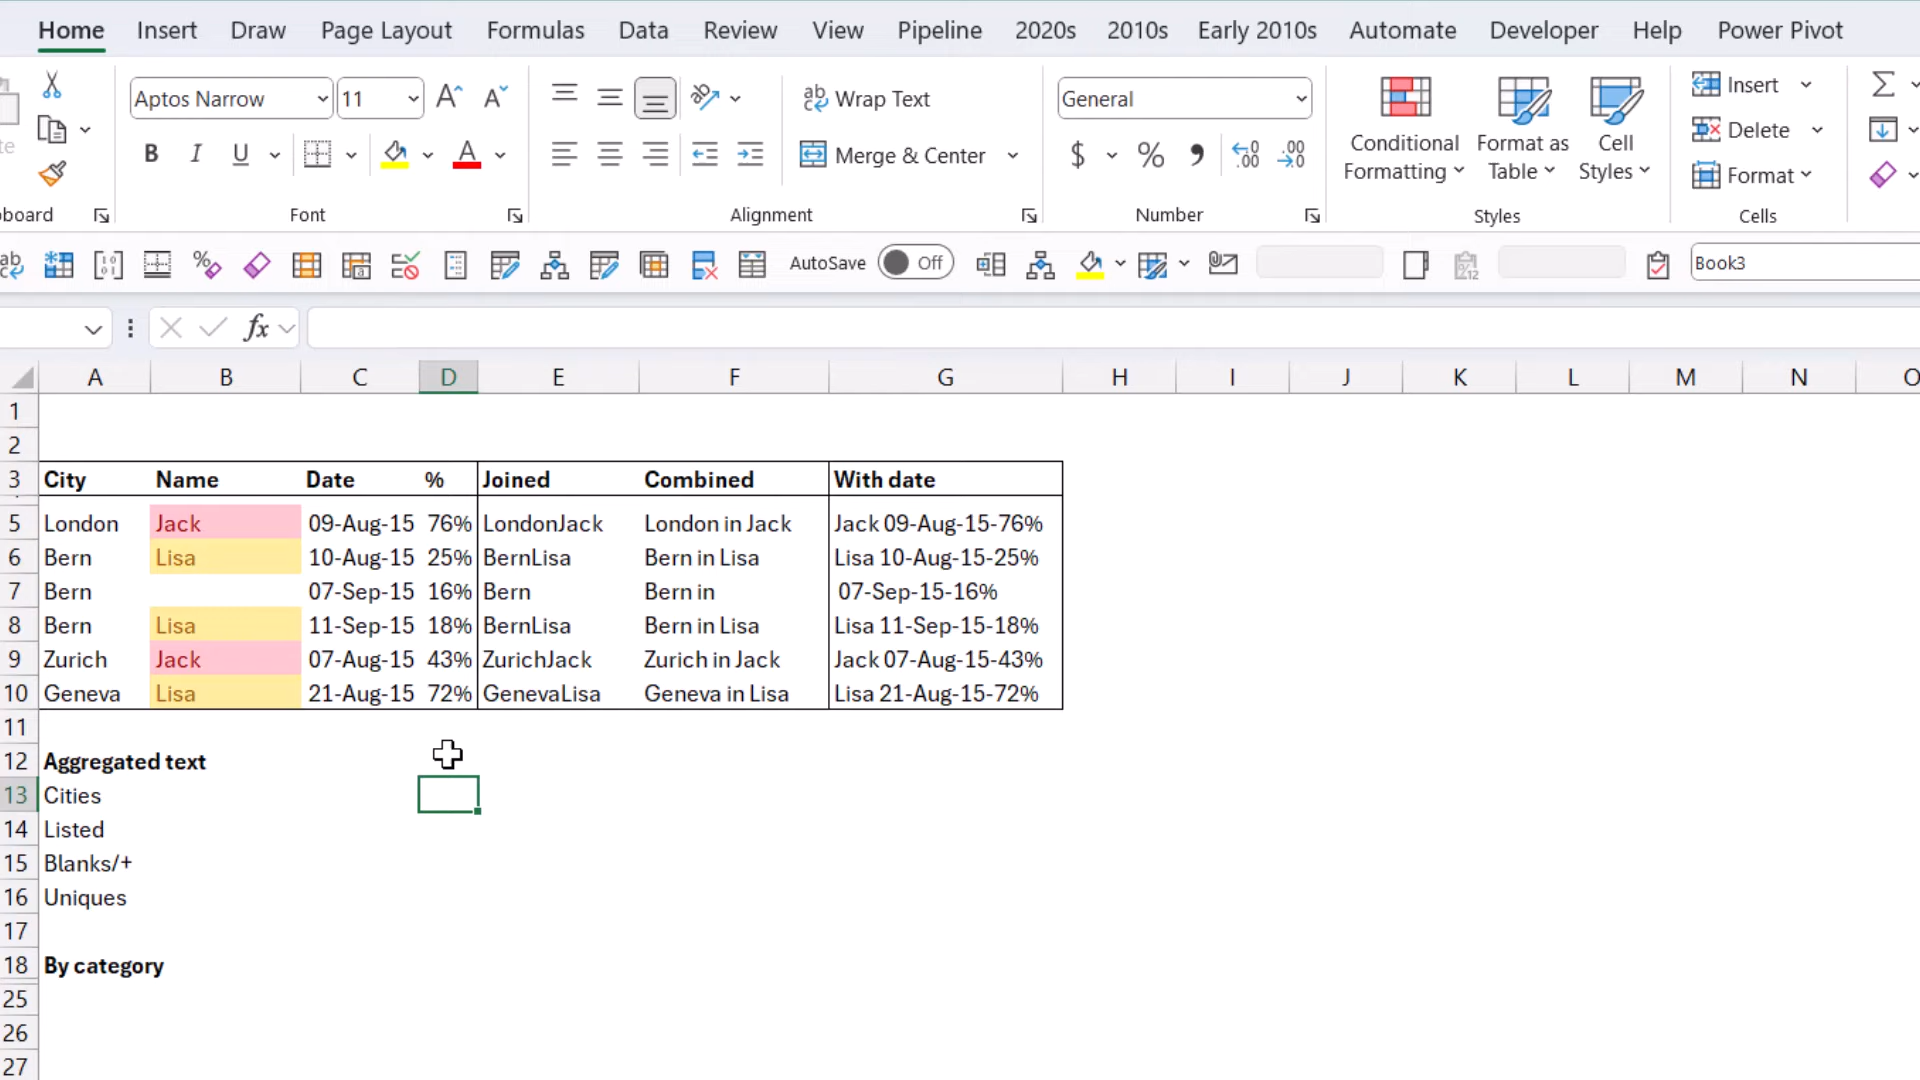 Home Insert Draw Page Layout Formulas Data Review View Pipeline 2020s 2010s Early 2010s Automate Developer Help Power Pivot
Aptos Narrow 11 A A Wrap Text General Insert
B I U A Merge & Center $ % Conditional Formatting Format as Table Cell Styles Delete
Format
Font Alignment Number Styles Cells
AutoSave Off Book3
fx
A B C D E F G H I J K L M N
1
2
3 City Name Date % Joined Combined With date
5 London Jack 09-Aug-15 76% LondonJack London in Jack Jack 09-Aug-15-76%
6 Bern Lisa 10-Aug-15 25% BernLisa Bern in Lisa Lisa 10-Aug-15-25%
7 Bern 07-Sep-15 16% Bern Bern in 07-Sep-15-16%
8 Bern Lisa 11-Sep-15 18% BernLisa Bern in Lisa Lisa 11-Sep-15-18%
9 Zurich Jack 07-Aug-15 43% ZurichJack Zurich in Jack Jack 07-Aug-15-43%
10 Geneva Lisa 21-Aug-15 72% GenevaLisa Geneva in Lisa Lisa 21-Aug-15-72%
11
12 Aggregated text
13 Cities
14 Listed
15 Blanks/+
16 Uniques
17
18 By category
25
26
27